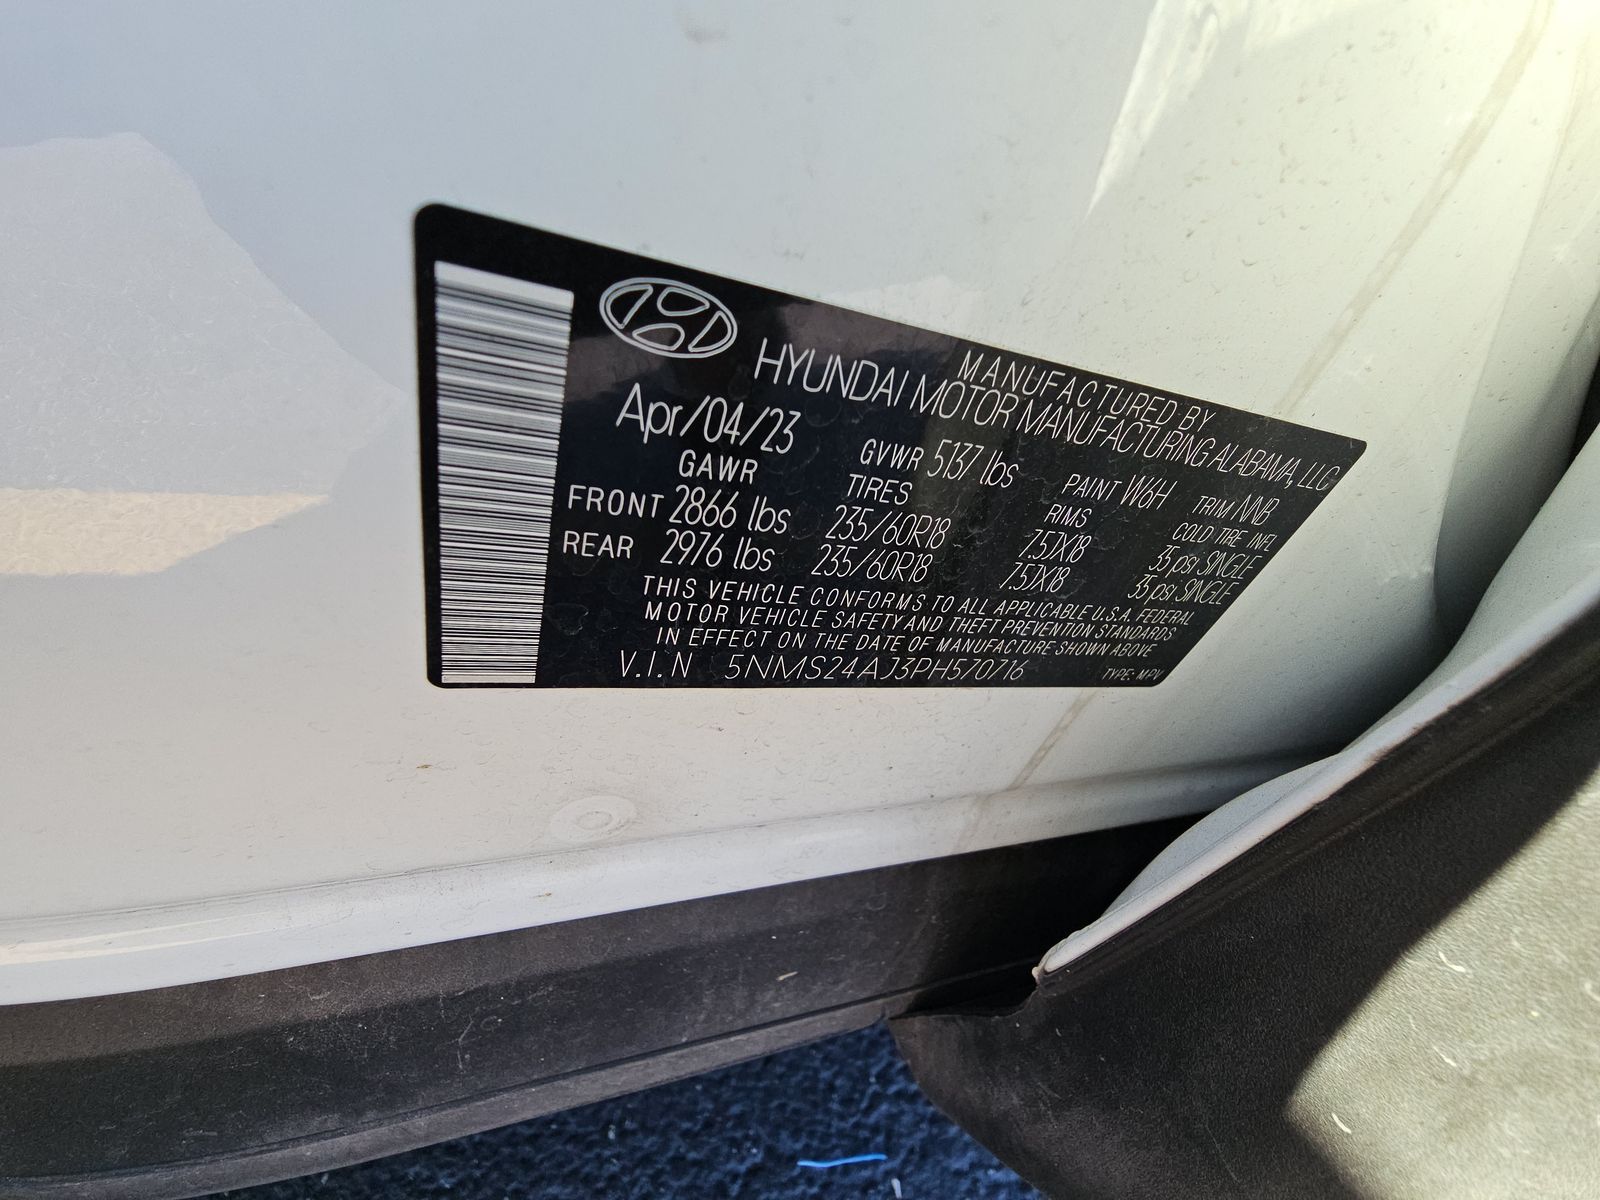 MANUFACTURED BY
HYUNDAI MOTOR MANUFACTURING ALABAMA, LLC
Apr/04/23 GVWR 5137 lbs PAINT W6H TRIM NNB
GAWR TIRES RIMS COLD TIRE INFL
FRONT 2866 lbs 235/60R18 7.5JX18 35 psi SINGLE
REAR 2976 lbs 235/60R18 7.5JX18 35 psi SINGLE
THIS VEHICLE CONFORMS TO ALL APPLICABLE U.S.A. FEDERAL
MOTOR VEHICLE SAFETY AND THEFT PREVENTION STANDARDS
IN EFFECT ON THE DATE OF MANUFACTURE SHOWN ABOVE
V.I.N 5NMS24AJ3PH570716 TYPE: MPV